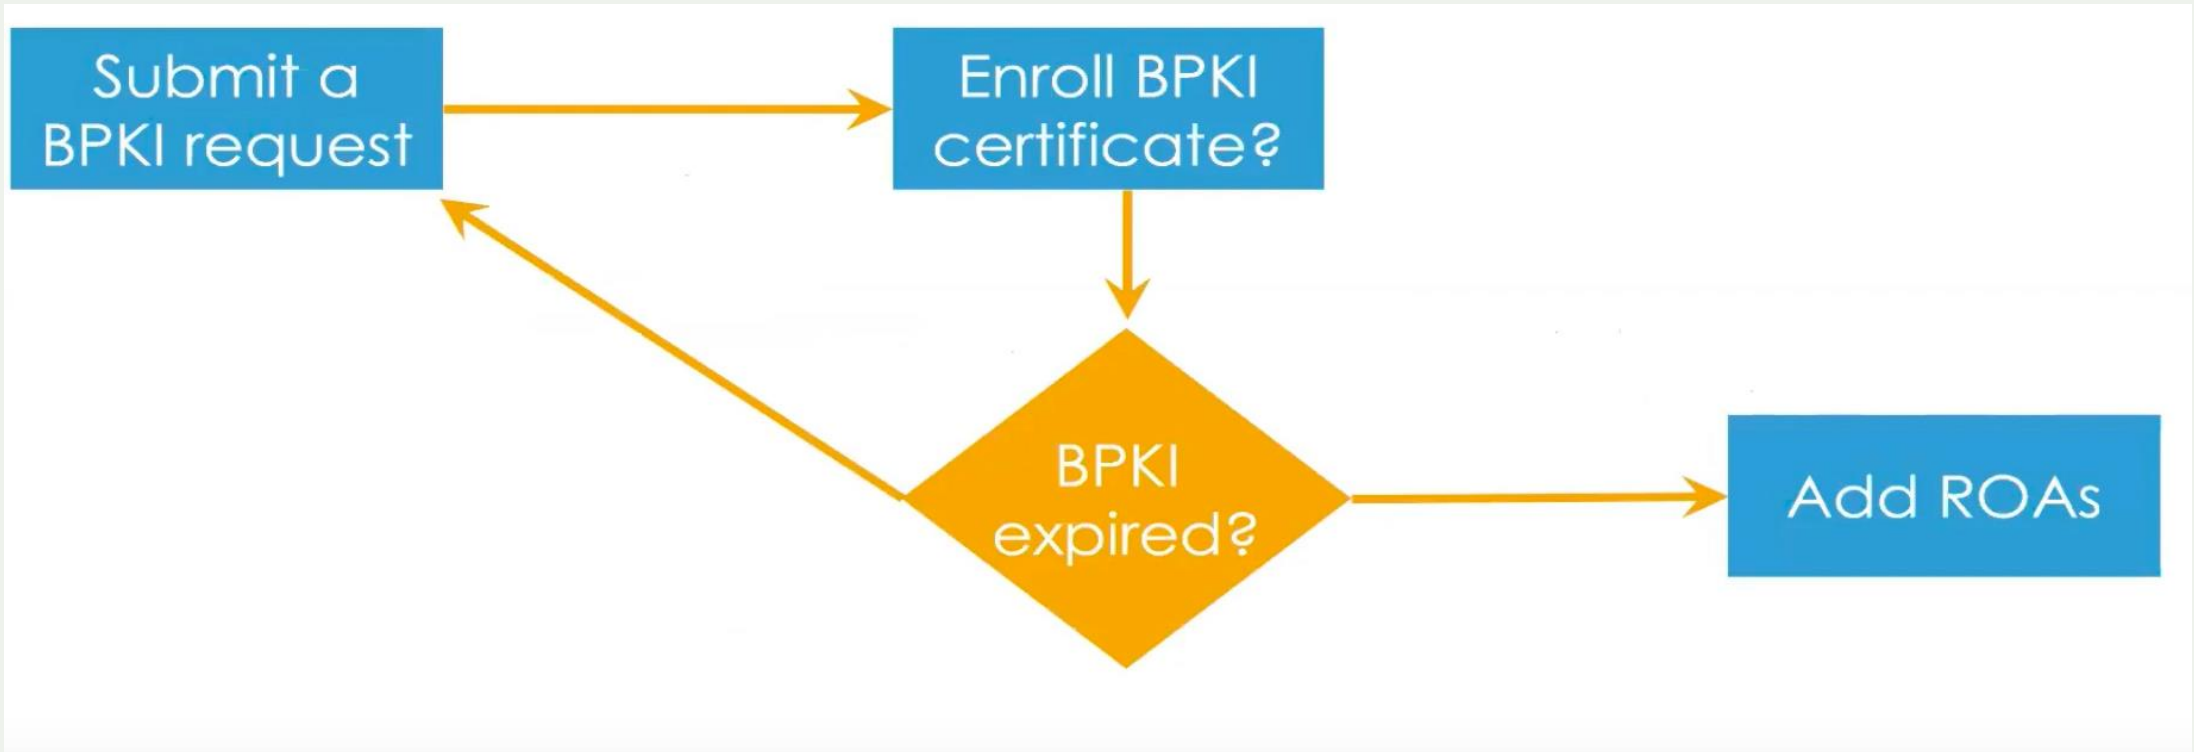 Submit a
BPKI request
Enroll BPKI
certificate?
BPKI
expired?
Add ROAs